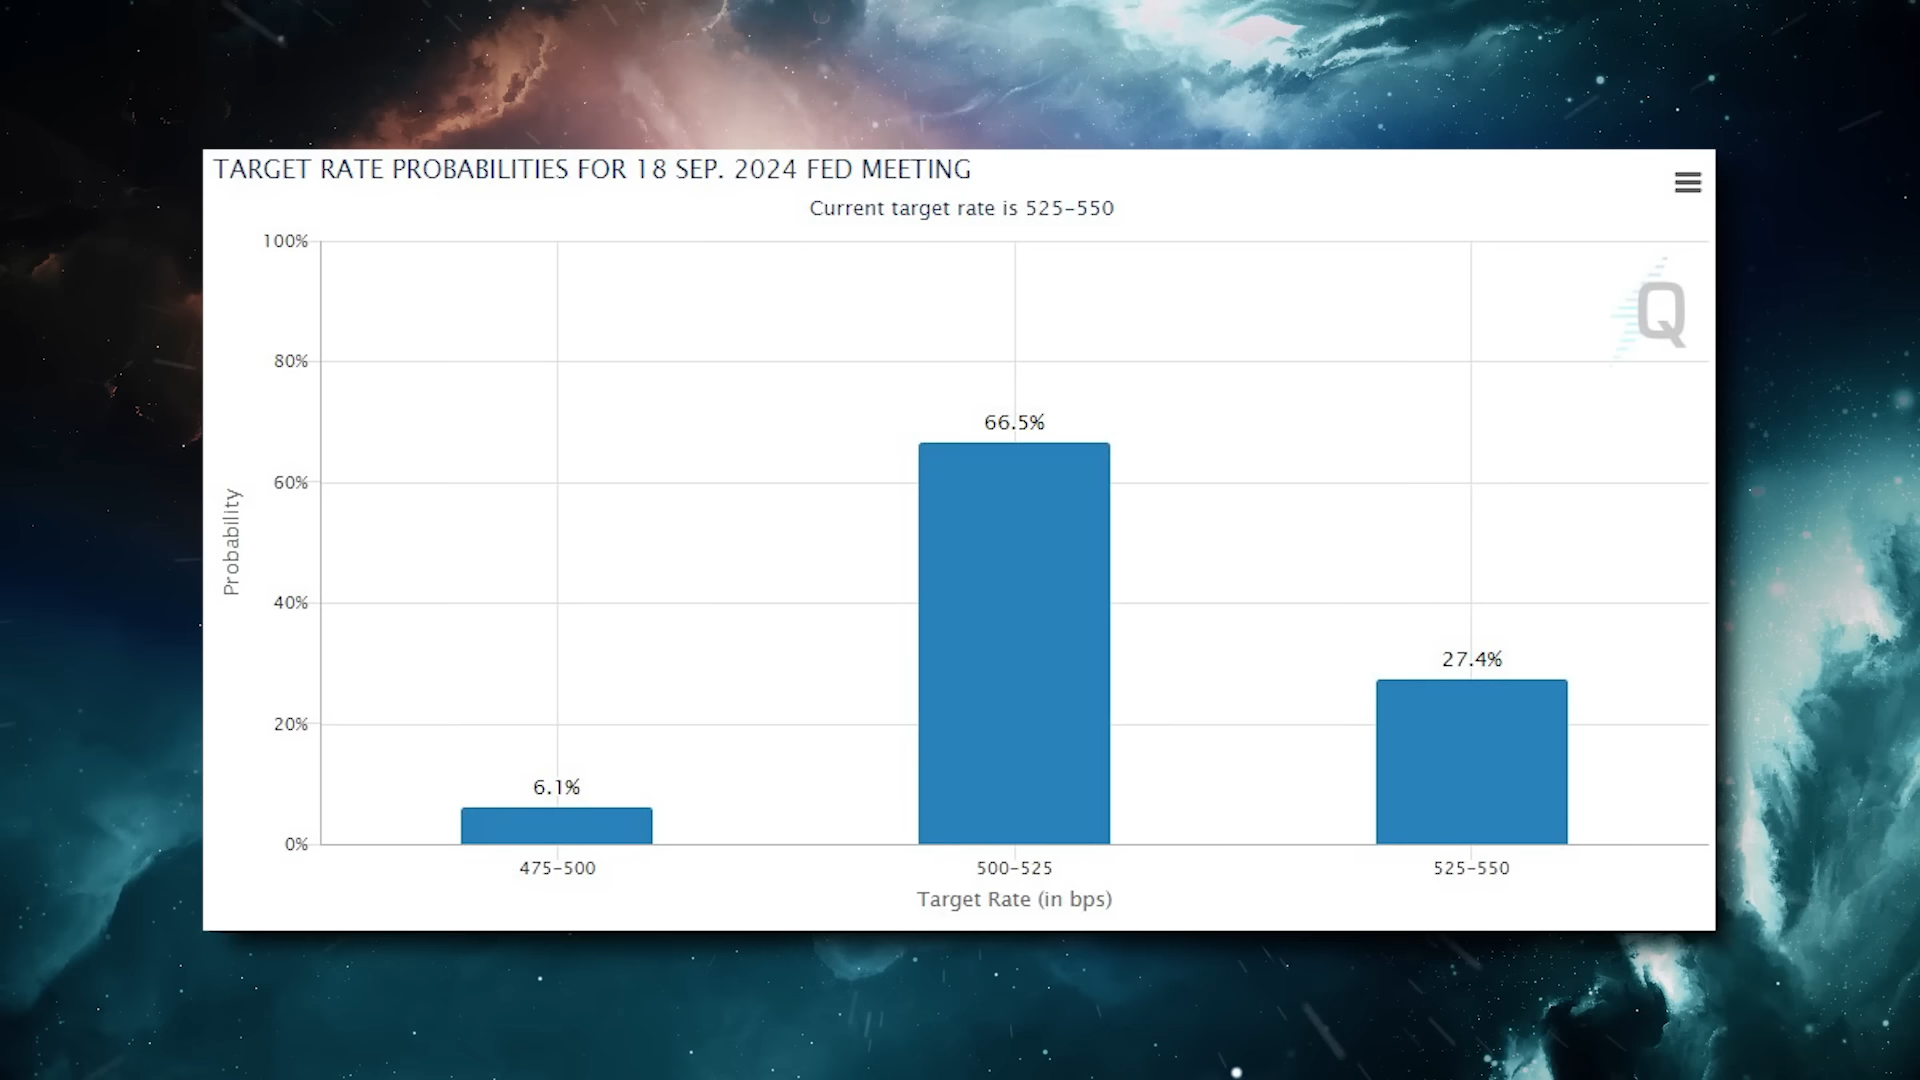 TARGET RATE PROBABILITIES FOR 18 SEP. 2024 FED MEETING
Current target rate is 525-550
100%
80%
60%
40%
20%
0%
Probability
66.5%
27.4%
6.1%
475-500
500-525
525-550
Target Rate (in bps)
Q